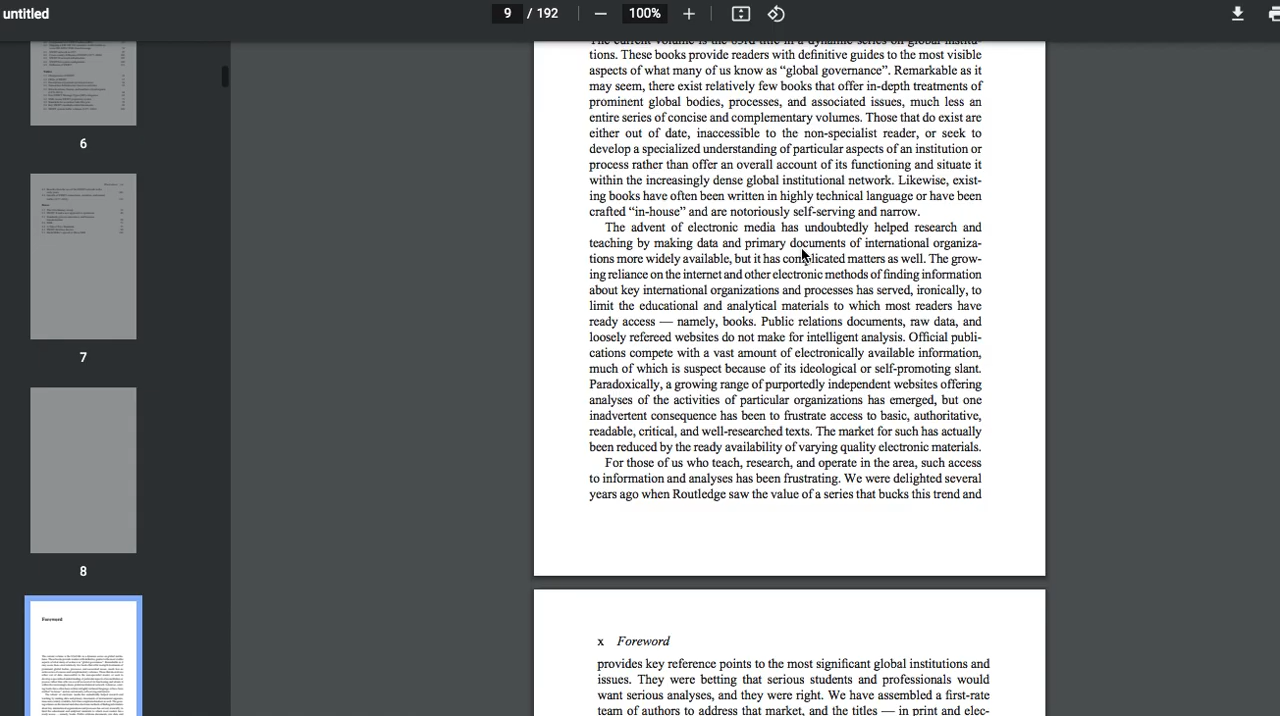 untitled
9 / 192
100%
6
7
8
Foreword
tions. These books provide readers with definitive guides to the most visible
aspects of what many of us know as “global governance”. Remarkable as it
may seem, there exist relatively few books that offer in-depth treatments of
prominent global bodies, processes, and associated issues, much less an
entire series of concise and complementary volumes. Those that do exist are
either out of date, inaccessible to the non-specialist reader, or seek to
develop a specialized understanding of particular aspects of an institution or
process rather than offer an overall account of its functioning and situate it
within the increasingly dense global institutional network. Likewise, exist-
ing books have often been written in highly technical language or have been
crafted “in-house” and are notoriously self-serving and narrow.
The advent of electronic media has undoubtedly helped research and
teaching by making data and primary documents of international organiza-
tions more widely available, but it has complicated matters as well. The grow-
ing reliance on the internet and other electronic methods of finding information
about key international organizations and processes has served, ironically, to
limit the educational and analytical materials to which most readers have
ready access — namely, books. Public relations documents, raw data, and
loosely refereed websites do not make for intelligent analysis. Official publi-
cations compete with a vast amount of electronically available information,
much of which is suspect because of its ideological or self-promoting slant.
Paradoxically, a growing range of purportedly independent websites offering
analyses of the activities of particular organizations has emerged, but one
inadvertent consequence has been to frustrate access to basic, authoritative,
readable, critical, and well-researched texts. The market for such has actually
been reduced by the ready availability of varying quality electronic materials.
For those of us who teach, research, and operate in the area, such access
to information and analyses has been frustrating. We were delighted several
years ago when Routledge saw the value of a series that bucks this trend and
x Foreword
provides key reference points to the most significant global institutions and
issues. They were betting that serious students and professionals would
want serious analyses, and they did well. We have assembled a first-rate
team of authors to address that market, and the titles — in print and elec-